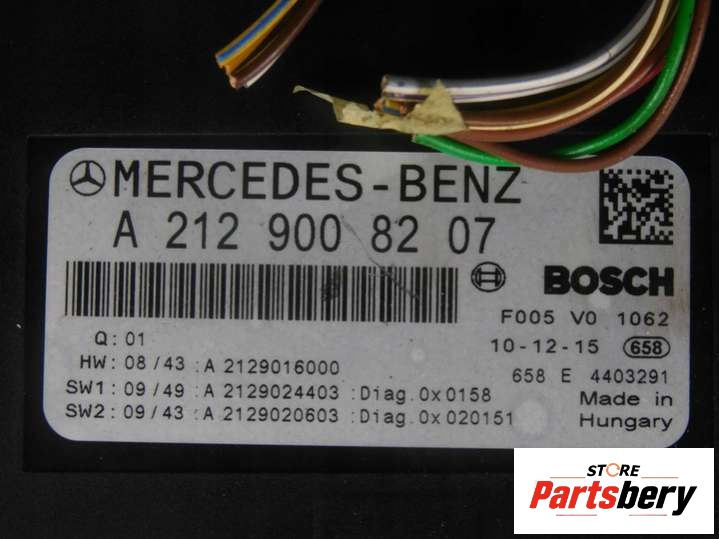 MERCEDES-BENZ
A 212 900 82 07
BOSCH
F005 V0 1062
Q: 01
10-12-15 658
HW: 08/43 :A 2129016000
658 E 4403291
SW1: 09/49 :A 2129024403 :Diag.0x0158
SW2: 09/43 :A 2129020603 :Diag.0x020151
Made in
Hungary
STORE
Partsbery